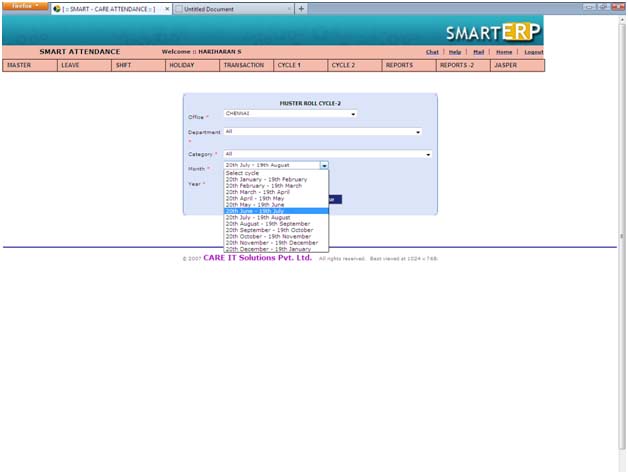 Firefox
[ :: SMART - CARE ATTENDANCE :: ]
Untitled Document
SMARTERP
SMART ATTENDANCE
Welcome :: HARIHARAN S
Chat | Help | Mail | Home | Logout
MASTER LEAVE SHIFT HOLIDAY TRANSACTION CYCLE 1 CYCLE 2 REPORTS REPORTS -2 JASPER
MUSTER ROLL CYCLE-2
Office * CHENNAI
Department All
*
Category * All
Month * 20th July - 19th August
Select cycle
20th January - 19th February
Year *
20th February - 19th March
20th March - 19th April
20th April - 19th May
20th May - 19th June
20th June - 19th July
20th July - 19th August
20th August - 19th September
20th September - 19th October
20th October - 19th November
20th November - 19th December
20th December - 19th January
© 2007 CARE IT Solutions Pvt. Ltd. All rights reserved. Best viewed at 1024 x 768.